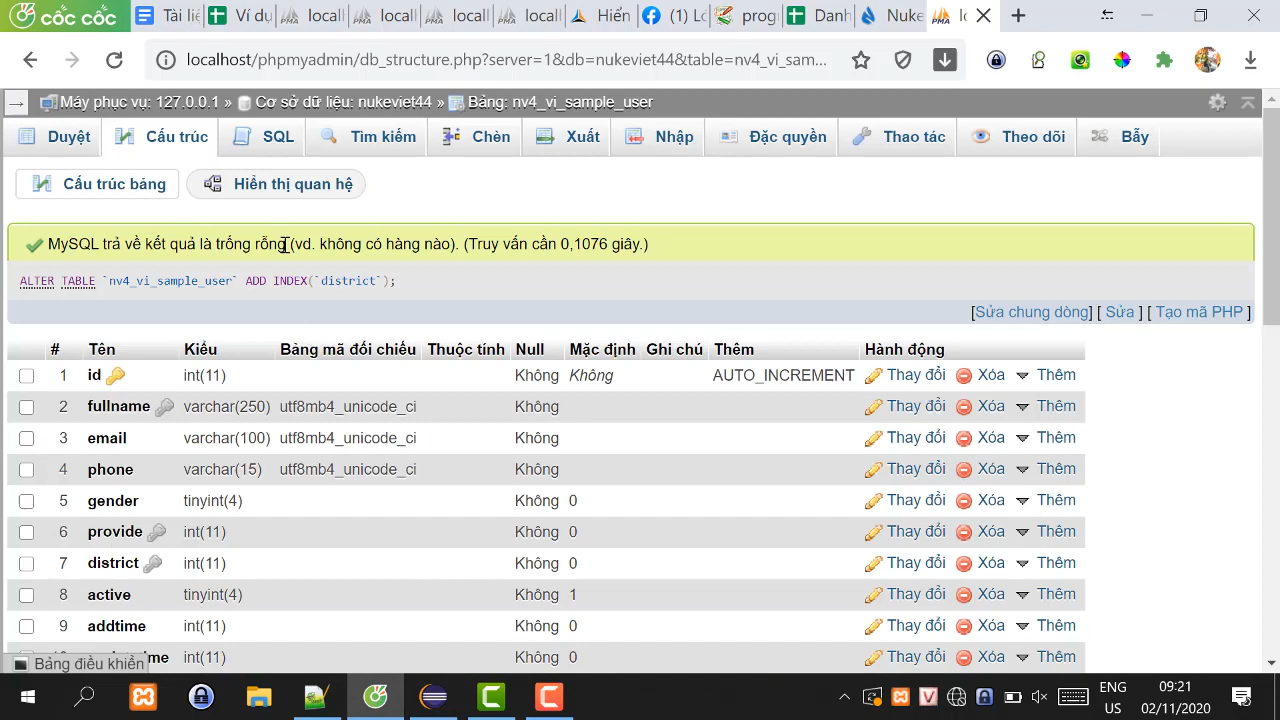 cốc cốc
Tài liệ
Ví dụ
locall
locall
locall
locall
Hiển
(1) Lo
prog
Danl
Nuke
lo
localhost/phpmyadmin/db_structure.php?server=1&db=nukeviet44&table=nv4_vi_sam...
Máy phục vụ: 127.0.0.1 » Cơ sở dữ liệu: nukeviet44 » Bảng: nv4_vi_sample_user
Duyệt Cấu trúc SQL Tìm kiếm Chèn Xuất Nhập Đặc quyền Thao tác Theo dõi Bẫy
Cấu trúc bảng Hiển thị quan hệ
MySQL trả về kết quả là trống rỗng (vd. không có hàng nào). (Truy vấn cần 0,1076 giây.)
ALTER TABLE `nv4_vi_sample_user` ADD INDEX(`district`);
[Sửa chung dòng] [ Sửa ] [ Tạo mã PHP ]
# Tên Kiểu Bảng mã đối chiếu Thuộc tính Null Mặc định Ghi chú Thêm Hành động
1 id int(11) Không Không AUTO_INCREMENT Thay đổi Xóa Thêm
2 fullname varchar(250) utf8mb4_unicode_ci Không Thay đổi Xóa Thêm
3 email varchar(100) utf8mb4_unicode_ci Không Thay đổi Xóa Thêm
4 phone varchar(15) utf8mb4_unicode_ci Không Thay đổi Xóa Thêm
5 gender tinyint(4) Không 0 Thay đổi Xóa Thêm
6 provide int(11) Không 0 Thay đổi Xóa Thêm
7 district int(11) Không 0 Thay đổi Xóa Thêm
8 active tinyint(4) Không 1 Thay đổi Xóa Thêm
9 addtime int(11) Không 0 Thay đổi Xóa Thêm
int(11) Không 0 Thay đổi Xóa Thêm
Bảng điều khiển
ENG 09:21
US 02/11/2020